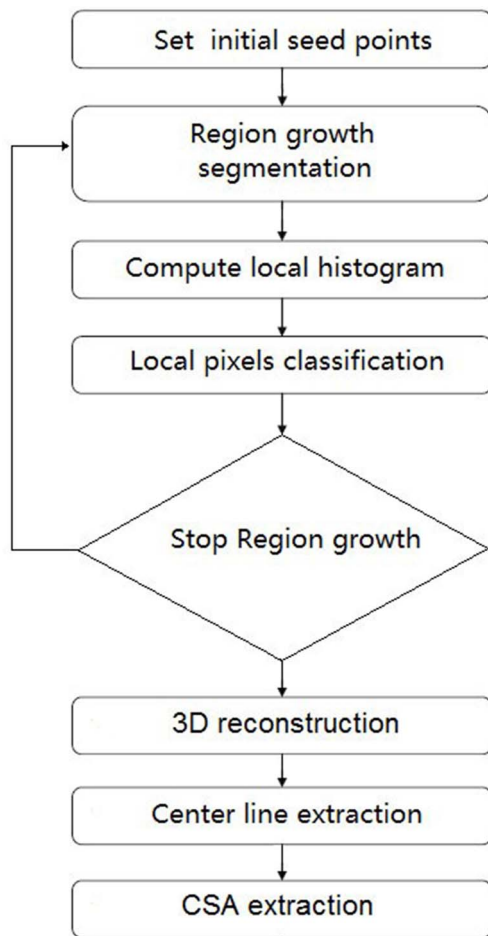 Set initial seed points
Region growth
segmentation
Compute local histogram
Local pixels classification
Stop Region growth
3D reconstruction
Center line extraction
CSA extraction